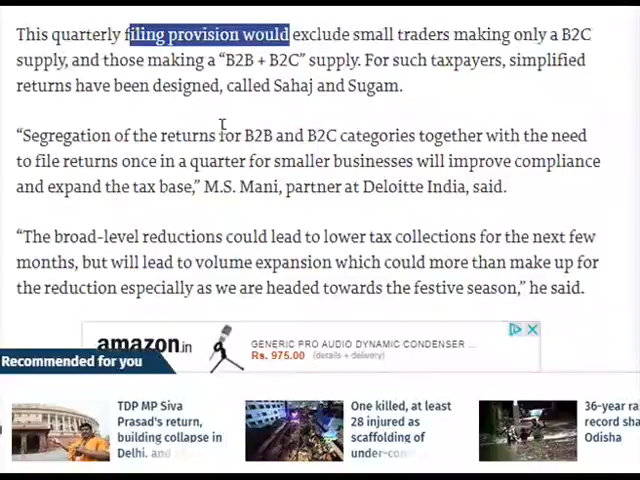 This quarterly filing provision would exclude small traders making only a B2C
supply, and those making a “B2B + B2C” supply. For such taxpayers, simplified
returns have been designed, called Sahaj and Sugam.
“Segregation of the returns for B2B and B2C categories together with the need
to file returns once in a quarter for smaller businesses will improve compliance
and expand the tax base,” M.S. Mani, partner at Deloitte India, said.
“The broad-level reductions could lead to lower tax collections for the next few
months, but will lead to volume expansion which could more than make up for
the reduction especially as we are headed towards the festive season,” he said.
amazon.in
GENERIC PRO AUDIO DYNAMIC CONDENSER ...
Rs. 975.00 (details + delivery)
Recommended for you
TDP MP Siva
Prasad's return,
building collapse in
Delhi, and
One killed, at least
28 injured as
scaffolding of
under-con
36-year
record
Odisha